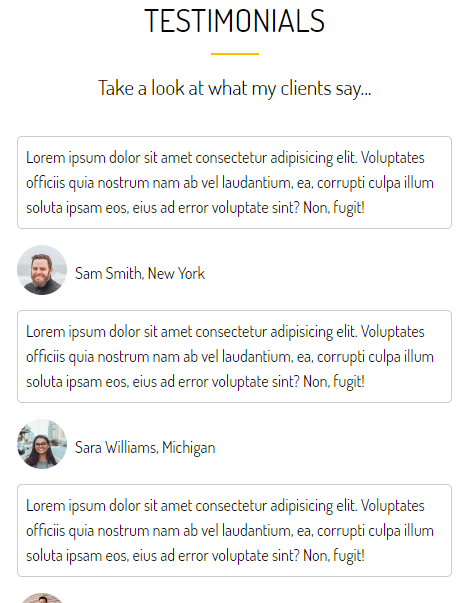 TESTIMONIALS
Take a look at what my clients say...
Lorem ipsum dolor sit amet consectetur adipisicing elit. Voluptates
officiis quia nostrum nam ab vel laudantium, ea, corrupti culpa illum
soluta ipsam eos, eius ad error voluptate sint? Non, fugit!
Sam Smith, New York
Lorem ipsum dolor sit amet consectetur adipisicing elit. Voluptates
officiis quia nostrum nam ab vel laudantium, ea, corrupti culpa illum
soluta ipsam eos, eius ad error voluptate sint? Non, fugit!
Sara Williams, Michigan
Lorem ipsum dolor sit amet consectetur adipisicing elit. Voluptates
officiis quia nostrum nam ab vel laudantium, ea, corrupti culpa illum
soluta ipsam eos, eius ad error voluptate sint? Non, fugit!